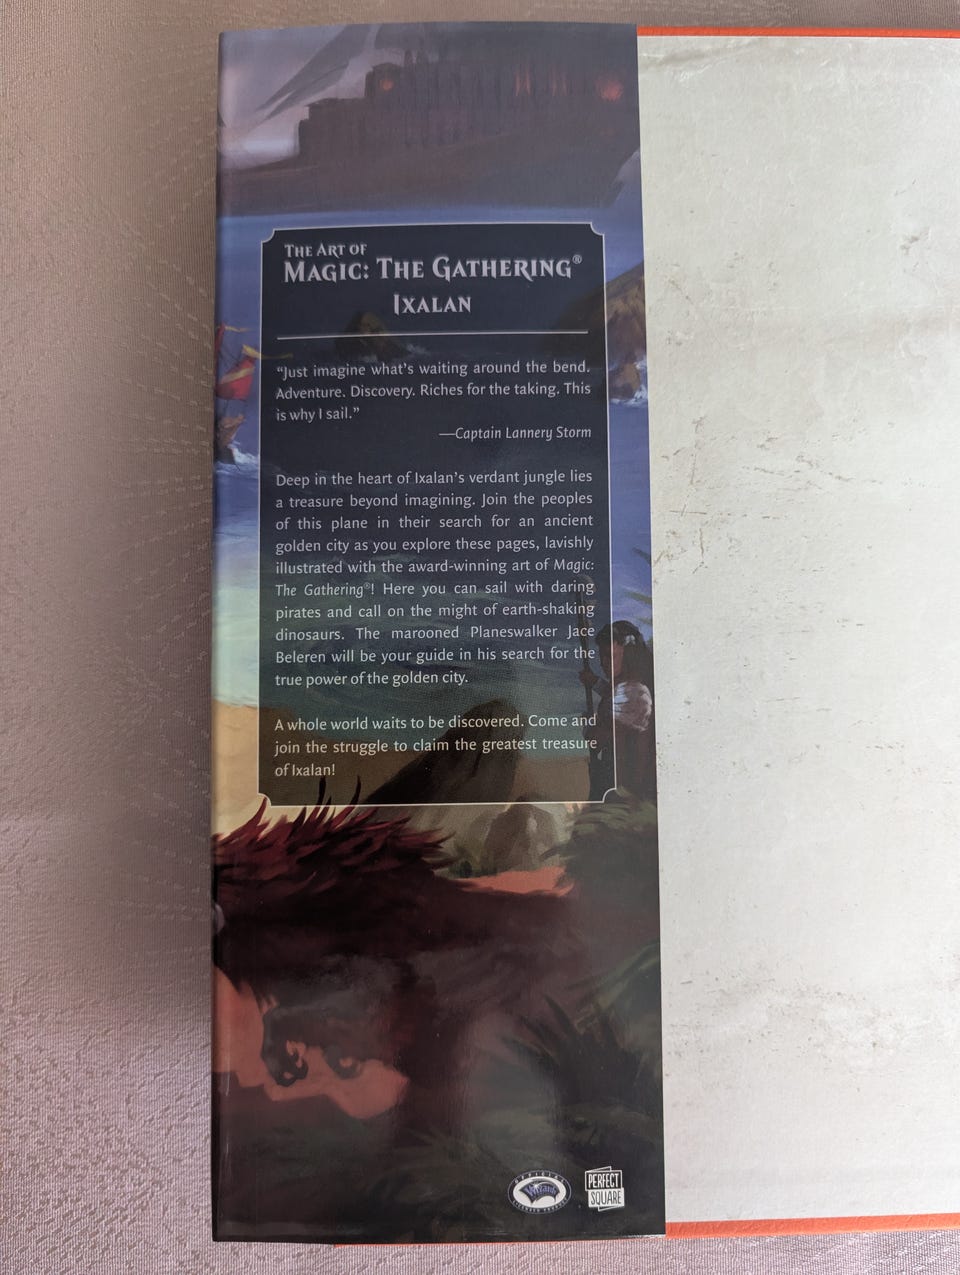 The Art of
Magic: The Gathering®
Ixalan
“Just imagine what’s waiting around the bend.
Adventure. Discovery. Riches for the taking. This
is why I sail.”
—Captain Lannery Storm
Deep in the heart of Ixalan’s verdant jungle lies
a treasure beyond imagining. Join the peoples
of this plane in their search for an ancient
golden city as you explore these pages, lavishly
illustrated with the award-winning art of Magic:
The Gathering®! Here you can sail with daring
pirates and call on the might of earth-shaking
dinosaurs. The marooned Planeswalker Jace
Beleren will be your guide in his search for the
true power of the golden city.
A whole world waits to be discovered. Come and
join the struggle to claim the greatest treasure
of Ixalan!
OFFICIAL
Wizards
LICENSED PRODUCT
PERFECT
SQUARE